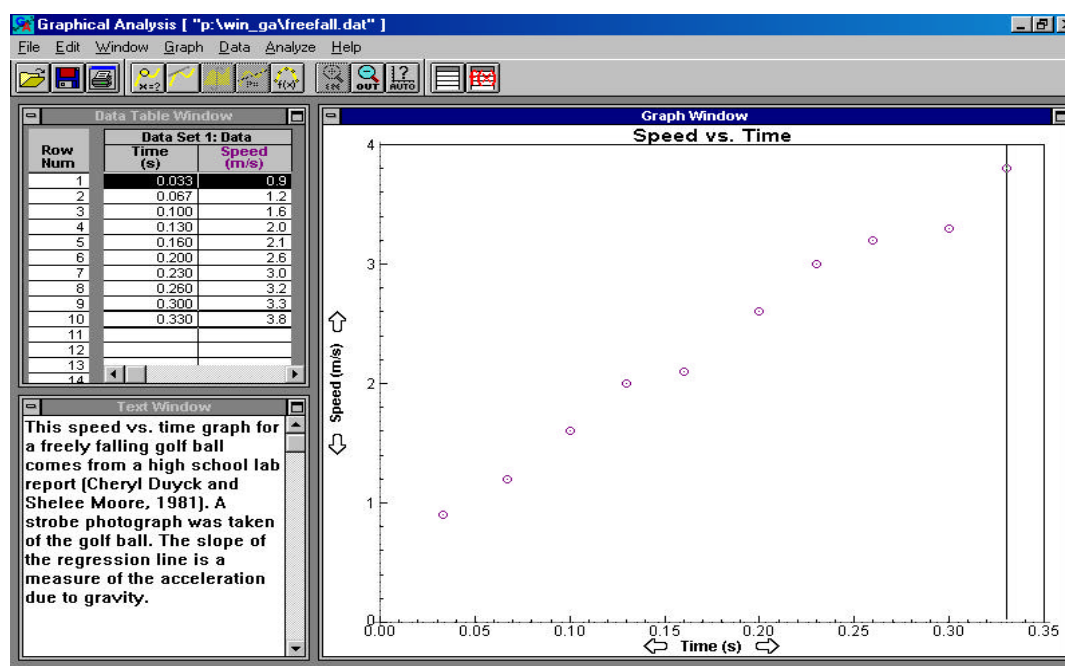 Graphical Analysis [ "p:\win_ga\freefall.dat" ]
File Edit Window Graph Data Analyze Help
x=? f(x) OUT 1? AUTO
Data Table Window
Data Set 1: Data
Row Num Time (s) Speed (m/s)
1 0.033 0.9
2 0.067 1.2
3 0.100 1.6
4 0.130 2.0
5 0.160 2.1
6 0.200 2.6
7 0.230 3.0
8 0.260 3.2
9 0.300 3.3
10 0.330 3.8
11
12
13
14
Text Window
This speed vs. time graph for
a freely falling golf ball
comes from a high school lab
report (Cheryl Duyck and
Shelee Moore, 1981). A
strobe photograph was taken
of the golf ball. The slope of
the regression line is a
measure of the acceleration
due to gravity.
Graph Window
Speed vs. Time
4
3
2
1
0
Speed (m/s)
0.00 0.05 0.10 0.15 0.20 0.25 0.30 0.35
Time (s)